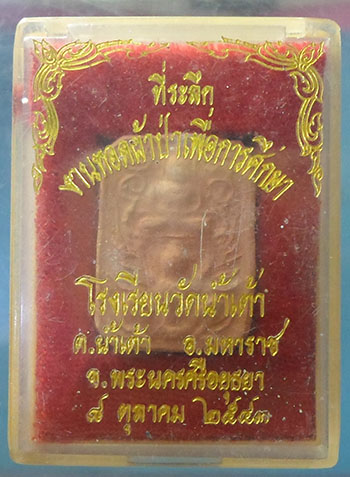 ที่ระลึก
งานทอดผ้าป่าเพื่อการศึกษา
โรงเรียนวัดน้ำเต้า
ต.น้ำเต้า อ.มหาราช
จ.พระนครศรีอยุธยา
๘ ตุลาคม ๒๕๔๓